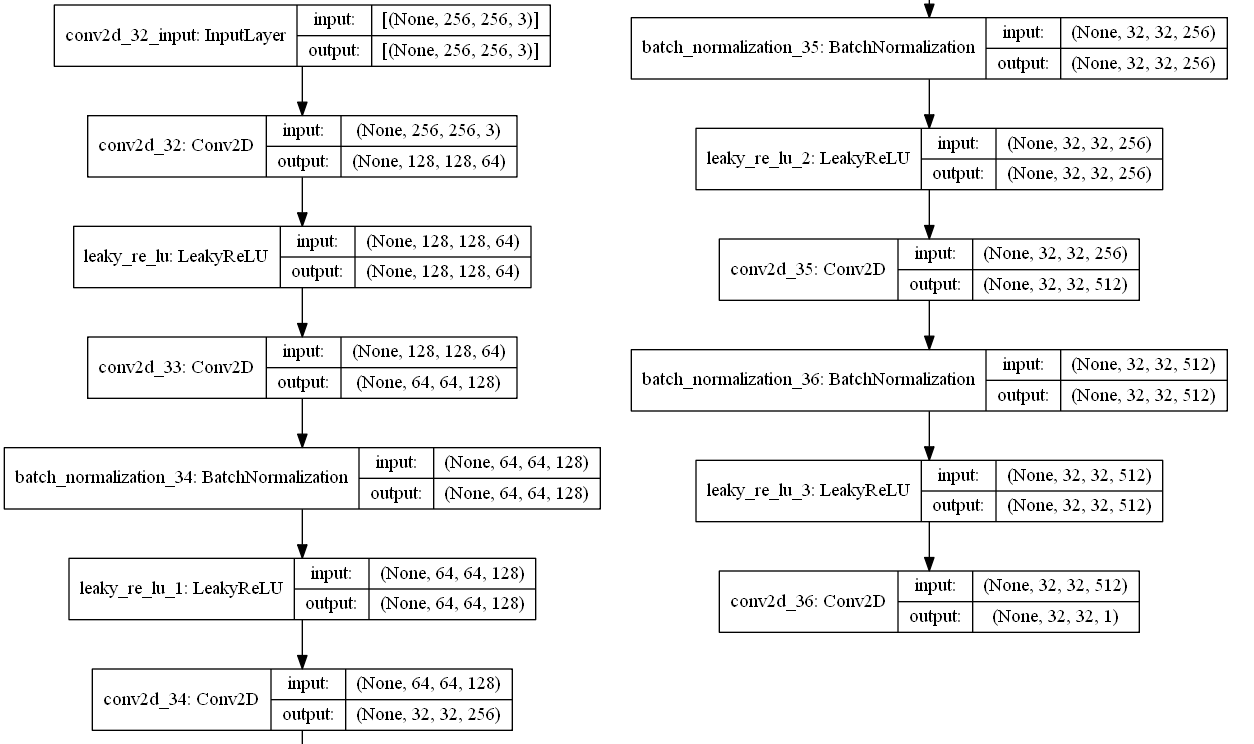 conv2d_32_input: InputLayer
input: [(None, 256, 256, 3)]
output: [(None, 256, 256, 3)]
conv2d_32: Conv2D
input: (None, 256, 256, 3)
output: (None, 128, 128, 64)
leaky_re_lu: LeakyReLU
input: (None, 128, 128, 64)
output: (None, 128, 128, 64)
conv2d_33: Conv2D
input: (None, 128, 128, 64)
output: (None, 64, 64, 128)
batch_normalization_34: BatchNormalization
input: (None, 64, 64, 128)
output: (None, 64, 64, 128)
leaky_re_lu_1: LeakyReLU
input: (None, 64, 64, 128)
output: (None, 64, 64, 128)
conv2d_34: Conv2D
input: (None, 64, 64, 128)
output: (None, 32, 32, 256)
batch_normalization_35: BatchNormalization
input: (None, 32, 32, 256)
output: (None, 32, 32, 256)
leaky_re_lu_2: LeakyReLU
input: (None, 32, 32, 256)
output: (None, 32, 32, 256)
conv2d_35: Conv2D
input: (None, 32, 32, 256)
output: (None, 32, 32, 512)
batch_normalization_36: BatchNormalization
input: (None, 32, 32, 512)
output: (None, 32, 32, 512)
leaky_re_lu_3: LeakyReLU
input: (None, 32, 32, 512)
output: (None, 32, 32, 512)
conv2d_36: Conv2D
input: (None, 32, 32, 512)
output: (None, 32, 32, 1)